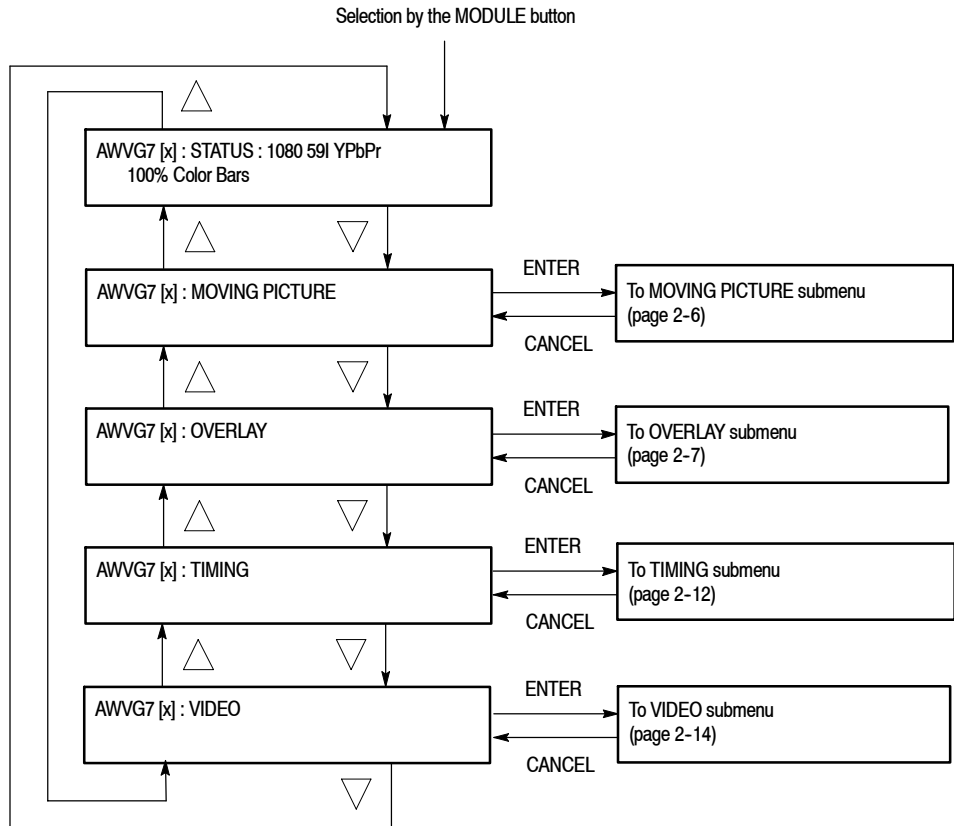 Selection by the MODULE button
AWVG7 [x] : STATUS : 1080 59I YPbPr
100% Color Bars
AWVG7 [x] : MOVING PICTURE
ENTER
To MOVING PICTURE submenu
(page 2-6)
CANCEL
AWVG7 [x] : OVERLAY
ENTER
To OVERLAY submenu
(page 2-7)
CANCEL
AWVG7 [x] : TIMING
ENTER
To TIMING submenu
(page 2-12)
CANCEL
AWVG7 [x] : VIDEO
ENTER
To VIDEO submenu
(page 2-14)
CANCEL